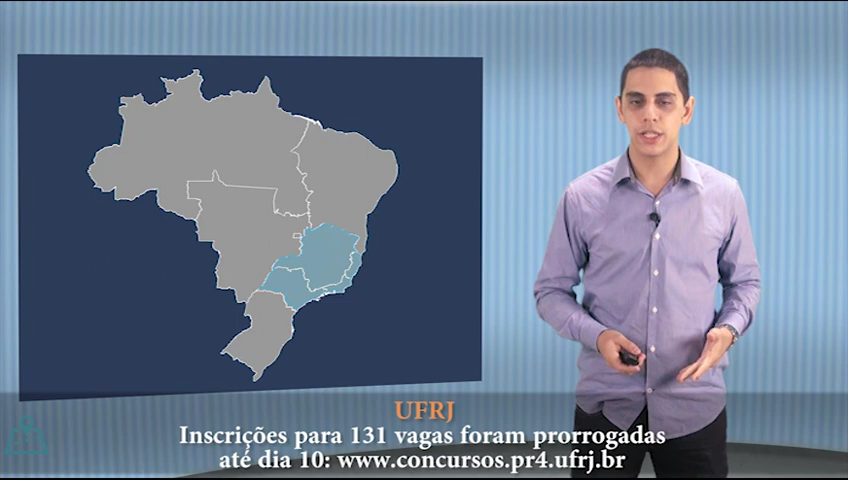 UFRJ
Inscrições para 131 vagas foram prorrogadas
até dia 10: www.concursos.pr4.ufrj.br